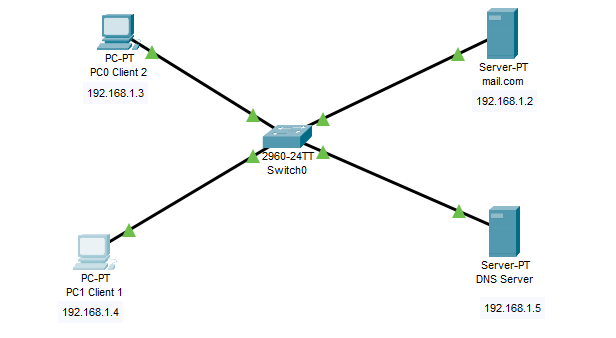 PC-PT
PC0 Client 2
192.168.1.3
Server-PT
mail.com
192.168.1.2
2960-24TT
Switch0
PC-PT
PC1 Client 1
192.168.1.4
Server-PT
DNS Server
192.168.1.5